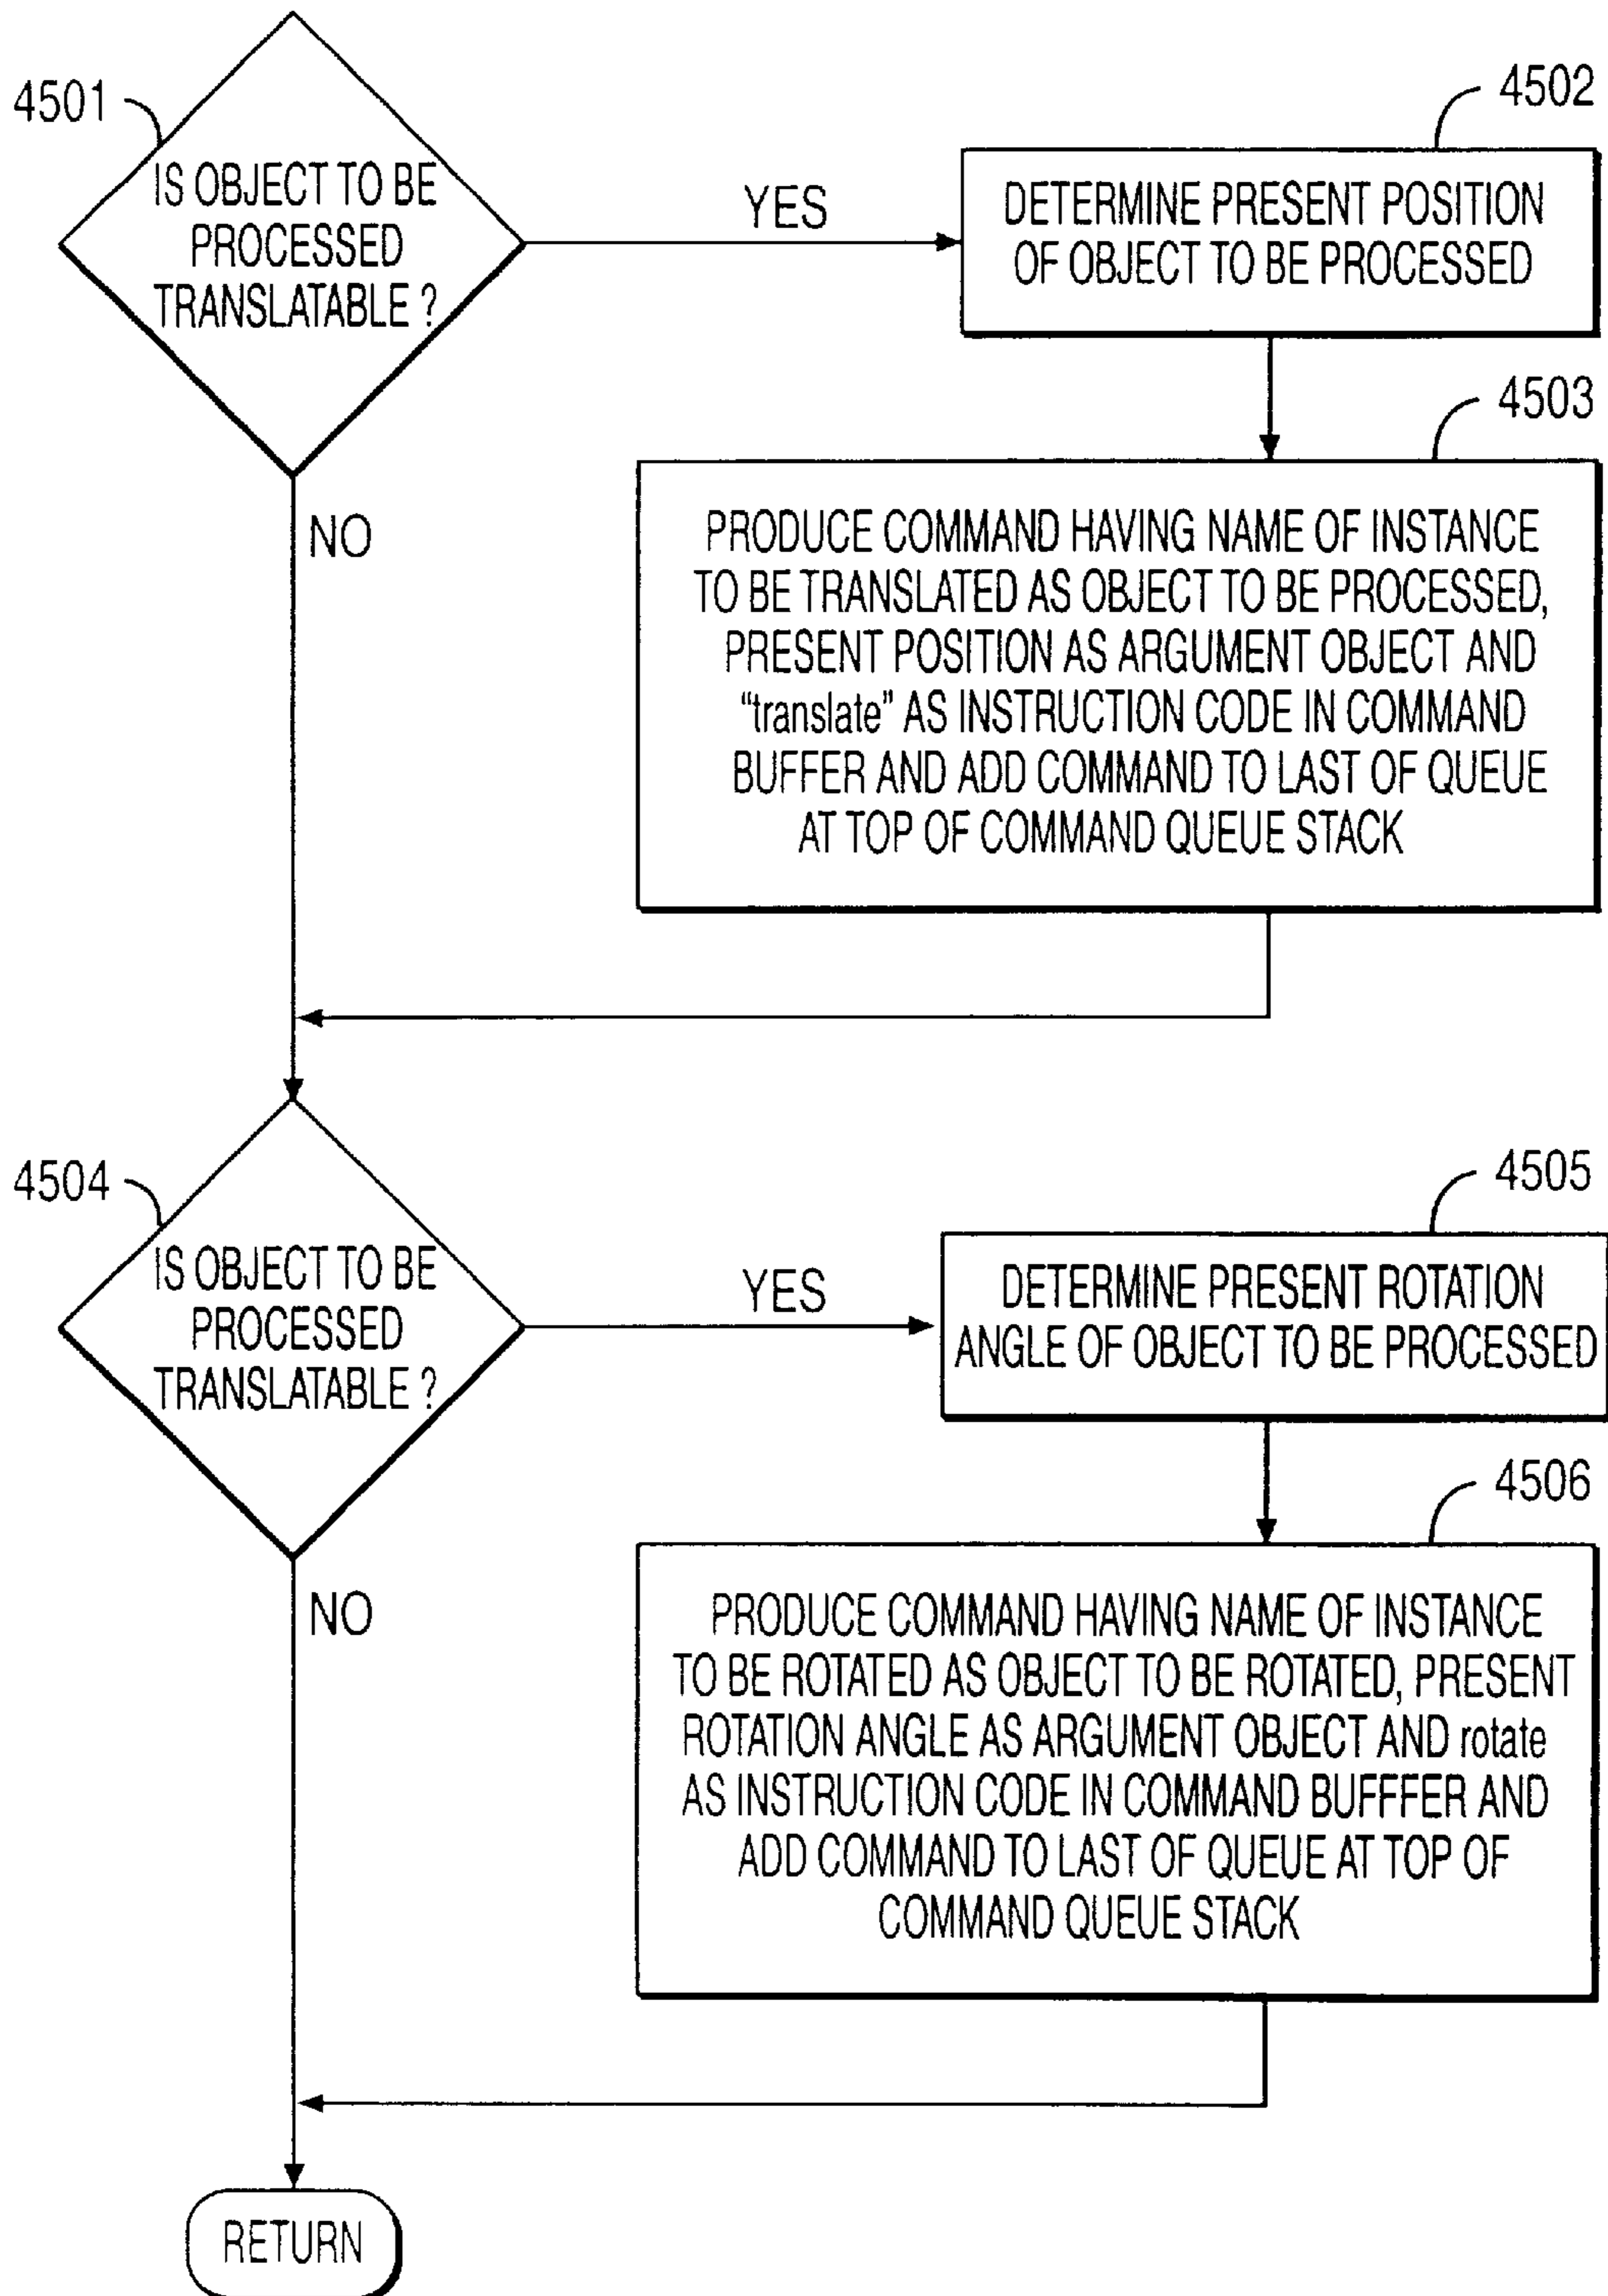 4501
IS OBJECT TO BE
PROCESSED
TRANSLATABLE ?
YES
4502
DETERMINE PRESENT POSITION
OF OBJECT TO BE PROCESSED
4503
PRODUCE COMMAND HAVING NAME OF INSTANCE
TO BE TRANSLATED AS OBJECT TO BE PROCESSED,
PRESENT POSITION AS ARGUMENT OBJECT AND
“translate” AS INSTRUCTION CODE IN COMMAND
BUFFER AND ADD COMMAND TO LAST OF QUEUE
AT TOP OF COMMAND QUEUE STACK
NO
4504
IS OBJECT TO BE
PROCESSED
TRANSLATABLE ?
YES
4505
DETERMINE PRESENT ROTATION
ANGLE OF OBJECT TO BE PROCESSED
4506
PRODUCE COMMAND HAVING NAME OF INSTANCE
TO BE ROTATED AS OBJECT TO BE ROTATED, PRESENT
ROTATION ANGLE AS ARGUMENT OBJECT AND rotate
AS INSTRUCTION CODE IN COMMAND BUFFFER AND
ADD COMMAND TO LAST OF QUEUE AT TOP OF
COMMAND QUEUE STACK
NO
RETURN